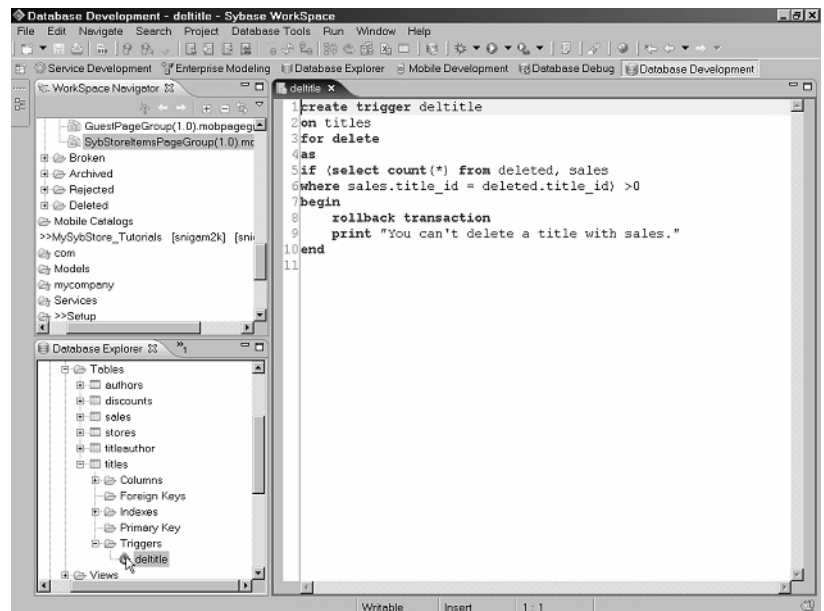 Database Development - deltitle - Sybase WorkSpace
File Edit Navigate Search Project Database Tools Run Window Help
Service Development Enterprise Modeling Database Explorer Mobile Development Database Debug Database Development
WorkSpace Navigator
GuestPageGroup(1.0).mobpageg
SybStoreItemsPageGroup(1.0).mc
Broken
Archived
Rejected
Deleted
Mobile Catalogs
>>MySybStore_Tutorials [snigam2k] [sni
com
Models
mycompany
Services
>>Setup
Database Explorer »1
Tables
authors
discounts
sales
stores
titleauthor
titles
Columns
Foreign Keys
Indexes
Primary Key
Triggers
deltitle
Views
deltitle
1 create trigger deltitle
2 on titles
3 for delete
4 as
5 if (select count(*) from deleted, sales
6 where sales.title_id = deleted.title_id) >0
7 begin
8 rollback transaction
9 print "You can't delete a title with sales."
10 end
11
Writable Insert 1 : 1